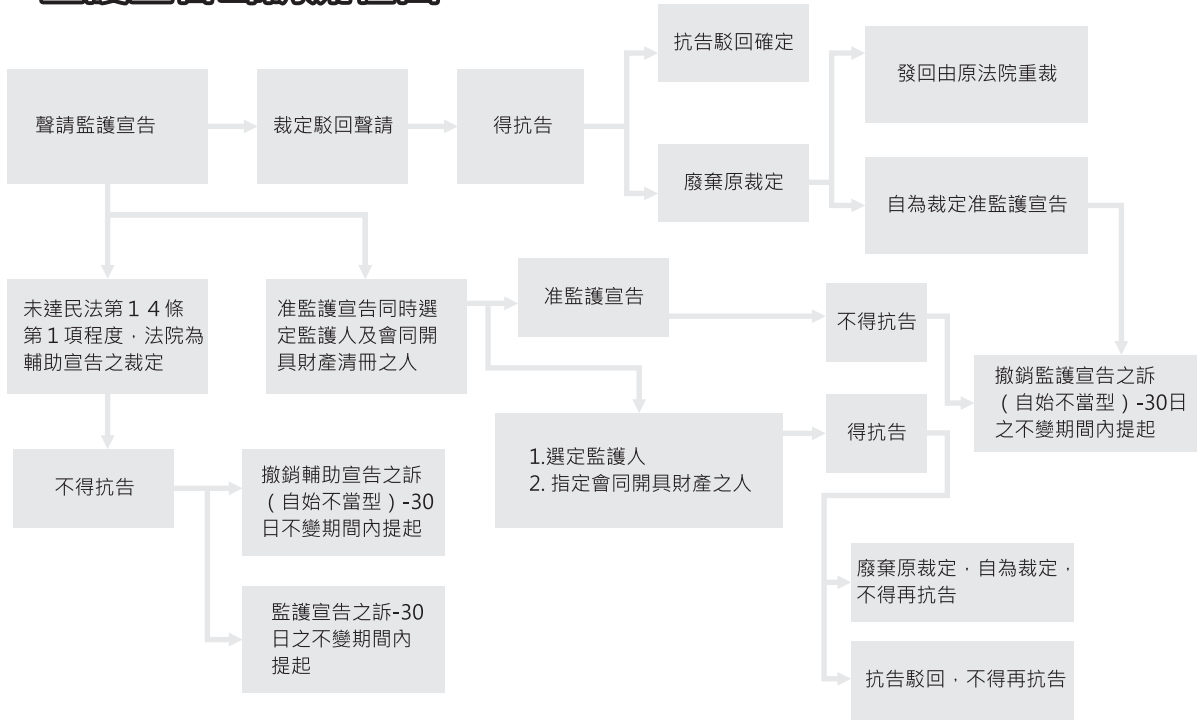 聲請監護宣告
裁定駁回聲請
得抗告
抗告駁回確定
廢棄原裁定
發回由原法院重裁
自為裁定准監護宣告
未達民法第１４條
第１項程度，法院為
輔助宣告之裁定
准監護宣告同時選
定監護人及會同開
具財產清冊之人
准監護宣告
不得抗告
撤銷監護宣告之訴
（自始不當型）-30日
之不變期間內提起
1.選定監護人
2. 指定會同開具財產之人
得抗告
不得抗告
撤銷輔助宣告之訴
（自始不當型）-30
日不變期間內提起
監護宣告之訴-30
日之不變期間內
提起
廢棄原裁定，自為裁定，
不得再抗告
抗告駁回，不得再抗告